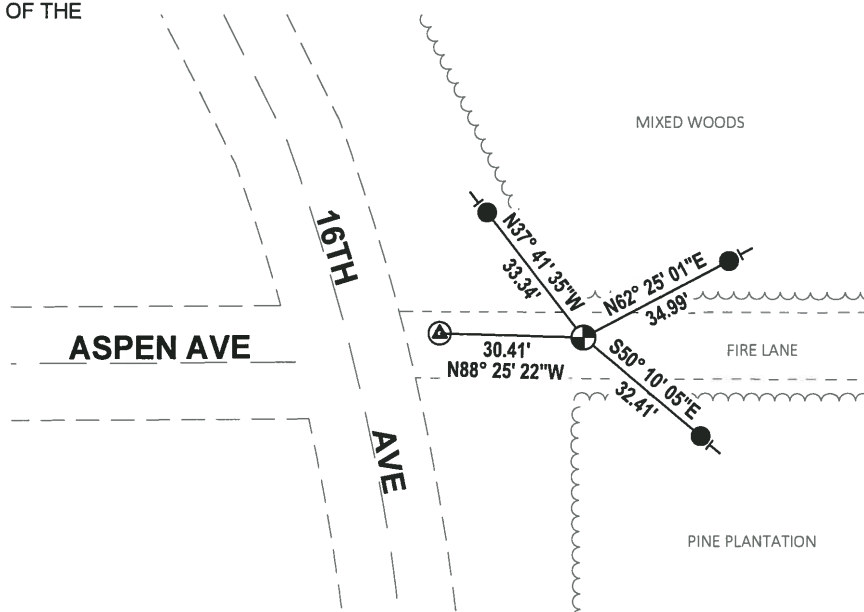 OF THE
MIXED WOODS
16TH
N37° 41' 35"W
33.34'
N62° 25' 01"E
34.99'
ASPEN AVE
30.41'
N88° 25' 22"W
S50° 10' 05"E
32.41'
FIRE LANE
AVE
PINE PLANTATION